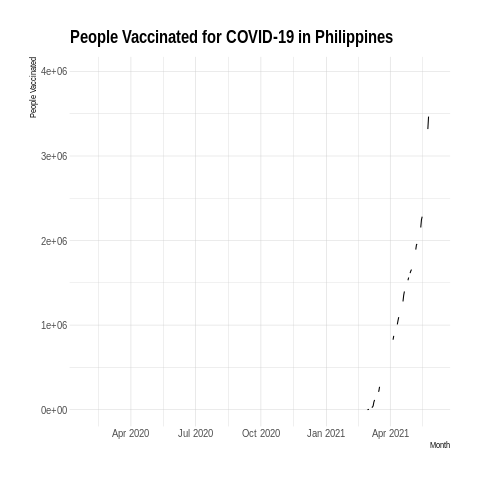 People Vaccinated for COVID-19 in Philippines
People Vaccinated
4e+06
3e+06
2e+06
1e+06
0e+00
Apr 2020 Jul 2020 Oct 2020 Jan 2021 Apr 2021
Month